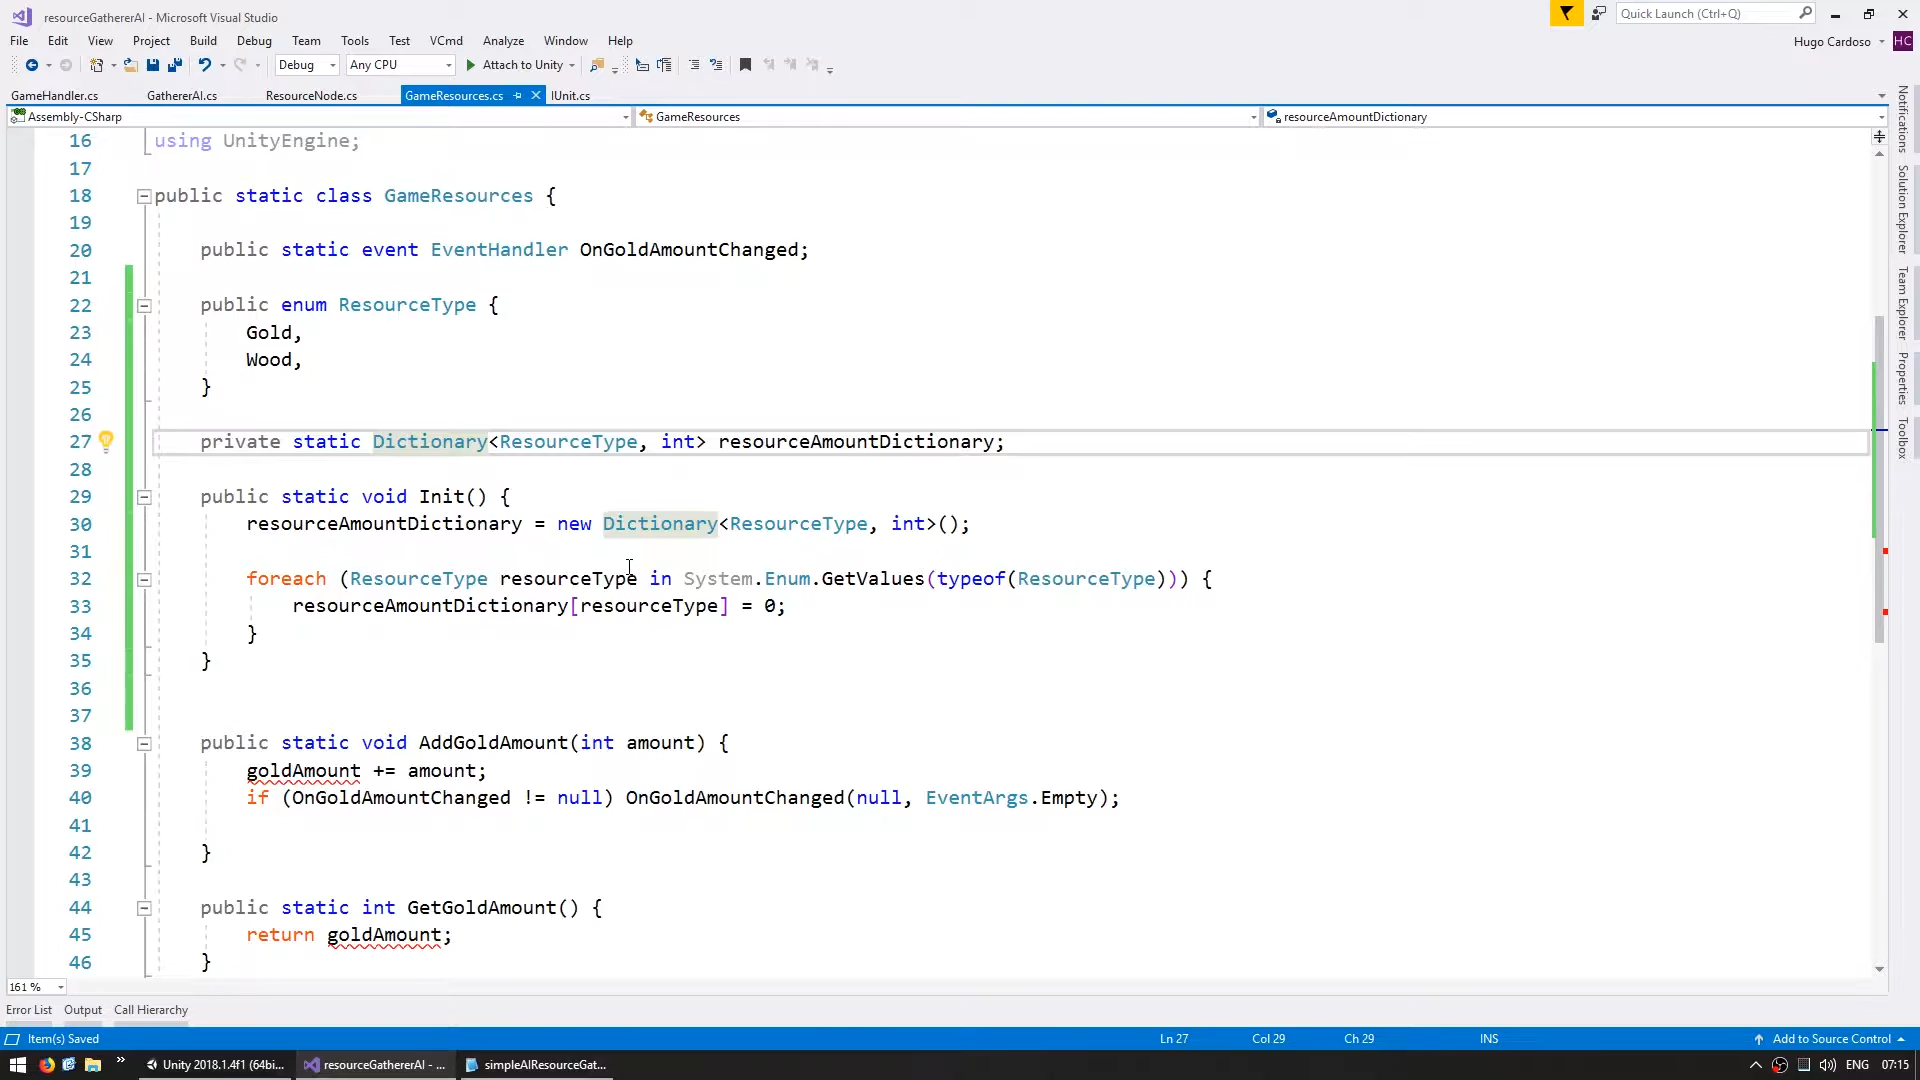 resourceGathererAI - Microsoft Visual Studio
Quick Launch (Ctrl+Q)
File Edit View Project Build Debug Team Tools Test VCmd Analyze Window Help
Hugo Cardoso HC
Debug Any CPU Attach to Unity
GameHandler.cs GathererAI.cs ResourceNode.cs GameResources.cs IUnit.cs
Assembly-CSharp GameResources resourceAmountDictionary
16 using UnityEngine;
17
18 public static class GameResources {
19
20 public static event EventHandler OnGoldAmountChanged;
21
22 public enum ResourceType {
23 Gold,
24 Wood,
25 }
26
27 private static Dictionary<ResourceType, int> resourceAmountDictionary;
28
29 public static void Init() {
30 resourceAmountDictionary = new Dictionary<ResourceType, int>();
31
32 foreach (ResourceType resourceType in System.Enum.GetValues(typeof(ResourceType))) {
33 resourceAmountDictionary[resourceType] = 0;
34 }
35 }
36
37
38 public static void AddGoldAmount(int amount) {
39 goldAmount += amount;
40 if (OnGoldAmountChanged != null) OnGoldAmountChanged(null, EventArgs.Empty);
41
42 }
43
44 public static int GetGoldAmount() {
45 return goldAmount;
46 }
Notifications
Solution Explorer
Team Explorer
Properties
Toolbox
161 %
Error List Output Call Hierarchy
Item(s) Saved Ln 27 Col 29 Ch 29 INS Add to Source Control
Unity 2018.1.4f1 (64bi... resourceGathererAI - ... simpleAIResourceGat... ENG 07:15